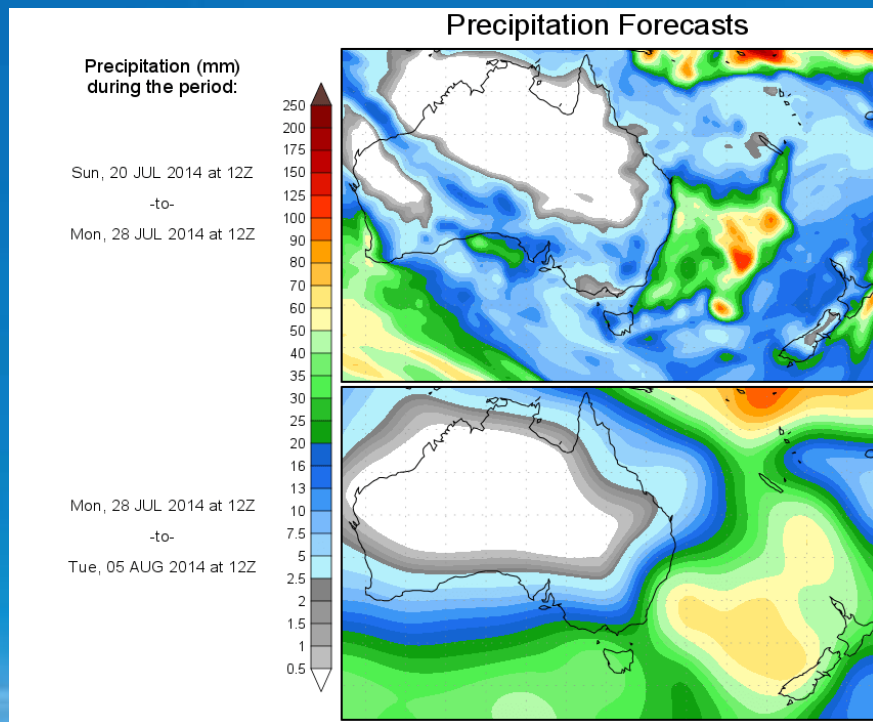 Precipitation Forecasts
Precipitation (mm)
during the period:
Sun, 20 JUL 2014 at 12Z
-to-
Mon, 28 JUL 2014 at 12Z
Mon, 28 JUL 2014 at 12Z
-to-
Tue, 05 AUG 2014 at 12Z
250
200
175
150
125
100
90
80
70
60
50
40
35
30
25
20
16
13
10
7.5
5
2.5
2
1.5
1
0.5